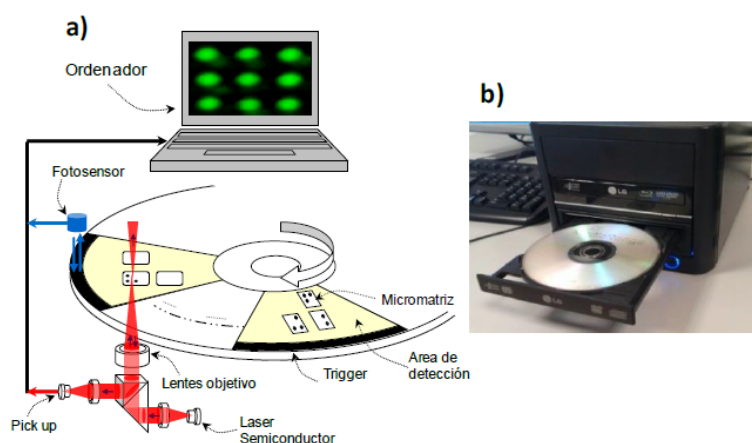 a)
Ordenador
b)
Fotosensor
LG
Micromatriz
Area de
detección
Lentes objetivo
Trigger
LG
Pick up
Laser
Semiconductor